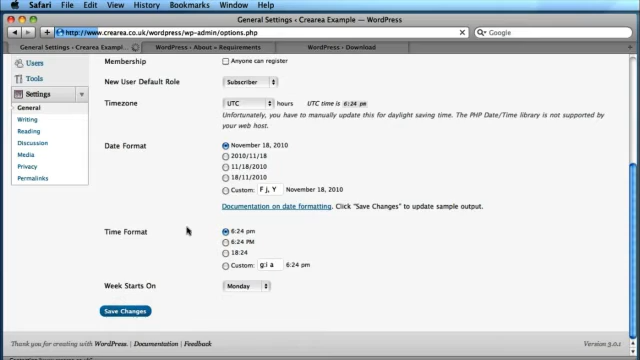 Safari File Edit View History Bookmarks Window Help
General Settings ‹ Crearea Example — WordPress
http://www.crearea.co.uk/wordpress/wp-admin/options.php
Google
General Settings ‹ Crearea Exampl...
WordPress › About » Requirements
WordPress › Download
Users
Tools
Settings
General
Writing
Reading
Discussion
Media
Privacy
Permalinks
Membership
Anyone can register
New User Default Role
Subscriber
Timezone
UTC hours UTC time is 6:24 pm
Unfortunately, you have to manually update this for daylight saving time. The PHP Date/Time library is not supported by
your web host.
Date Format
November 18, 2010
2010/11/18
11/18/2010
18/11/2010
Custom: F j, Y November 18, 2010
Documentation on date formatting. Click "Save Changes" to update sample output.
Time Format
6:24 pm
6:24 PM
18:24
Custom: g:i a 6:24 pm
Week Starts On
Monday
Save Changes
Thank you for creating with WordPress. | Documentation | Feedback
Version 3.0.1